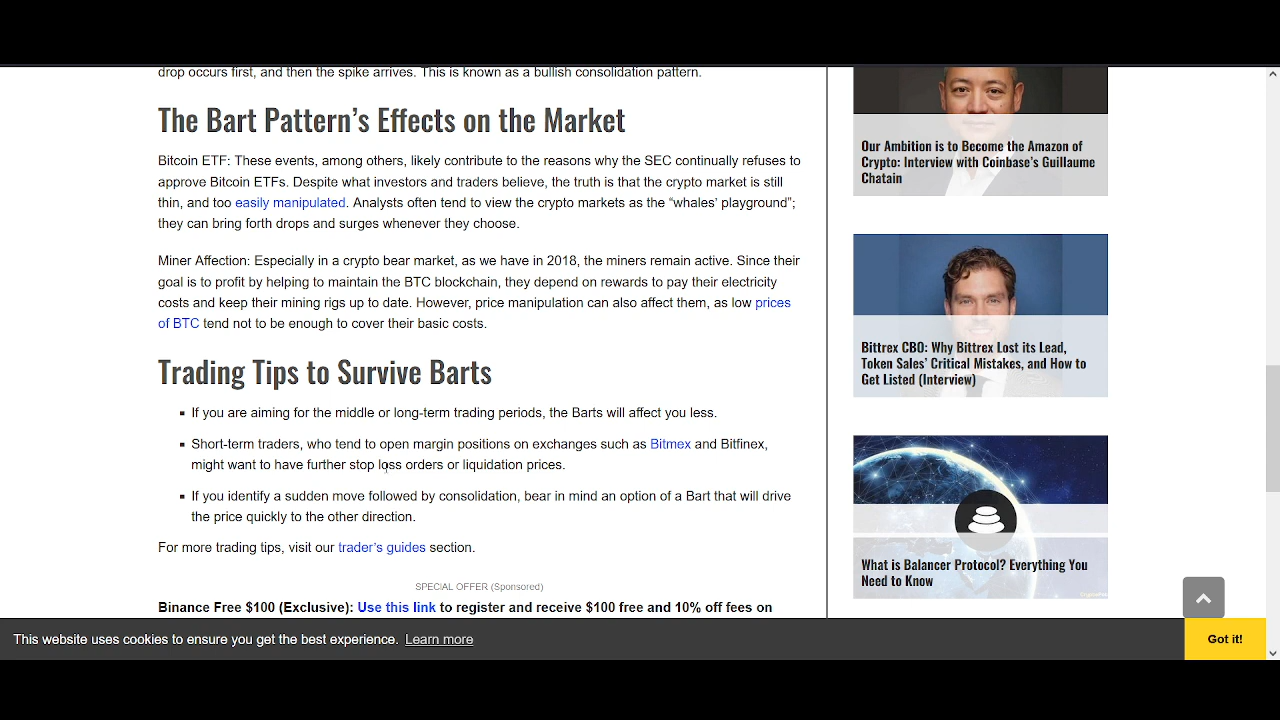 drop occurs first, and then the spike arrives. This is known as a bullish consolidation pattern.
The Bart Pattern's Effects on the Market
Bitcoin ETF: These events, among others, likely contribute to the reasons why the SEC continually refuses to
approve Bitcoin ETFs. Despite what investors and traders believe, the truth is that the crypto market is still
thin, and too easily manipulated. Analysts often tend to view the crypto markets as the “whales’ playground”;
they can bring forth drops and surges whenever they choose.
Miner Affection: Especially in a crypto bear market, as we have in 2018, the miners remain active. Since their
goal is to profit by helping to maintain the BTC blockchain, they depend on rewards to pay their electricity
costs and keep their mining rigs up to date. However, price manipulation can also affect them, as low prices
of BTC tend not to be enough to cover their basic costs.
Trading Tips to Survive Barts
▪ If you are aiming for the middle or long-term trading periods, the Barts will affect you less.
▪ Short-term traders, who tend to open margin positions on exchanges such as Bitmex and Bitfinex,
might want to have further stop loss orders or liquidation prices.
▪ If you identify a sudden move followed by consolidation, bear in mind an option of a Bart that will drive
the price quickly to the other direction.
For more trading tips, visit our trader’s guides section.
SPECIAL OFFER (Sponsored)
Binance Free $100 (Exclusive): Use this link to register and receive $100 free and 10% off fees on
Our Ambition is to Become the Amazon of
Crypto: Interview with Coinbase’s Guillaume
Chatain
Bittrex CBO: Why Bittrex Lost its Lead,
Token Sales’ Critical Mistakes, and How to
Get Listed (Interview)
What is Balancer Protocol? Everything You
Need to Know
This website uses cookies to ensure you get the best experience. Learn more
Got it!